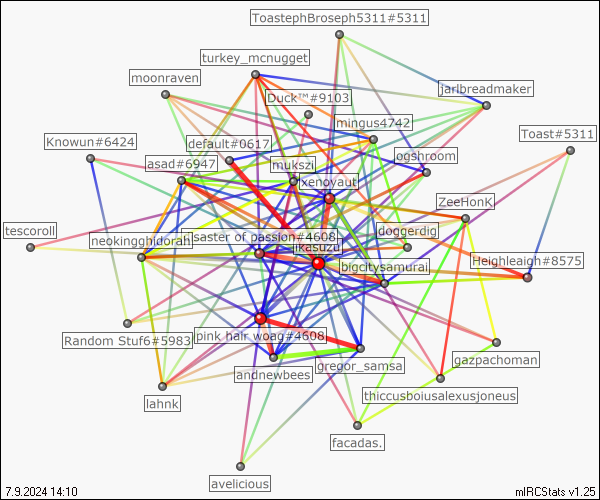 ToastephBroseph5311#5311
turkey_mcnugget
moonraven
jarlbreadmaker
Duck™#9103
mingus4742
Toast#5311
Knowun#6424
default#0617
ogshroom
asad#6947
mukszi
xenoyaut
ZeeHonK
tescoroll
doggerdig
neokingghidorah
saster of passion#4608
ikasuzu
Heighleaigh#8575
bigcitysamurai
Random Stuf6#5983
pink hair woag#4608
gazpachoman
gregor_samsa
andnewbees
thiccusboiusalexusjoneus
lahnk
facadas.
avelicious
7.9.2024 14:10
mIRCStats v1.25